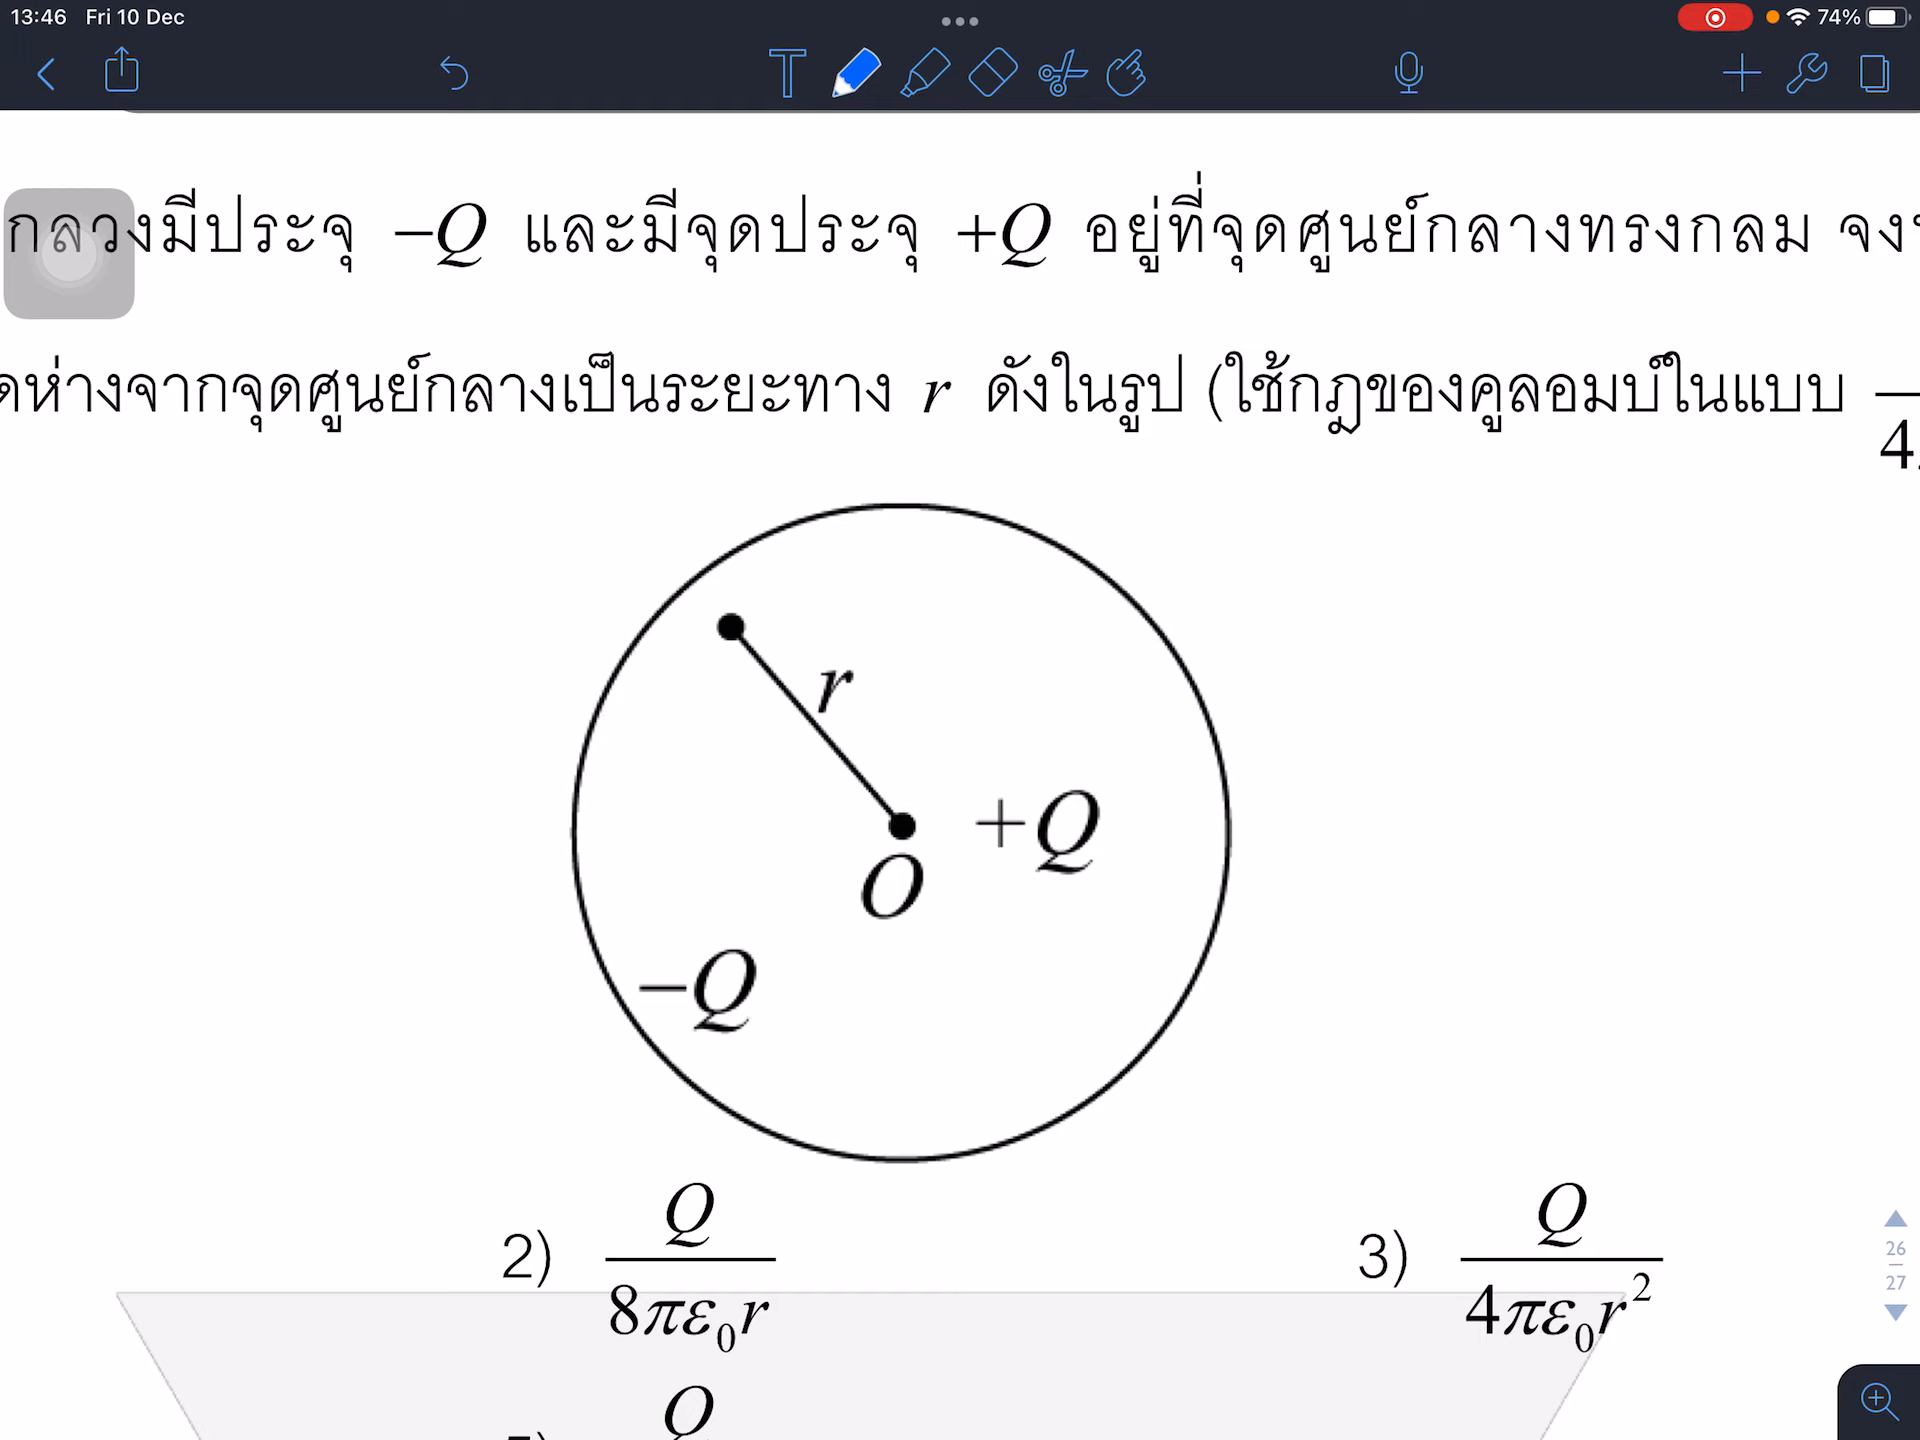 13:46 Fri 10 Dec
74%
กลวงมีประจุ −Q และมีจุดประจุ +Q อยู่ที่จุดศูนย์กลางทรงกลม
ห่างจากจุดศูนย์กลางเป็นระยะทาง r ดังในรูป (ใช้กฎของคูลอมบ์ในแบบ
4
r
+Q
O
−Q
2) Q
8πε₀r
3) Q
4πε₀r²
26
27
Q